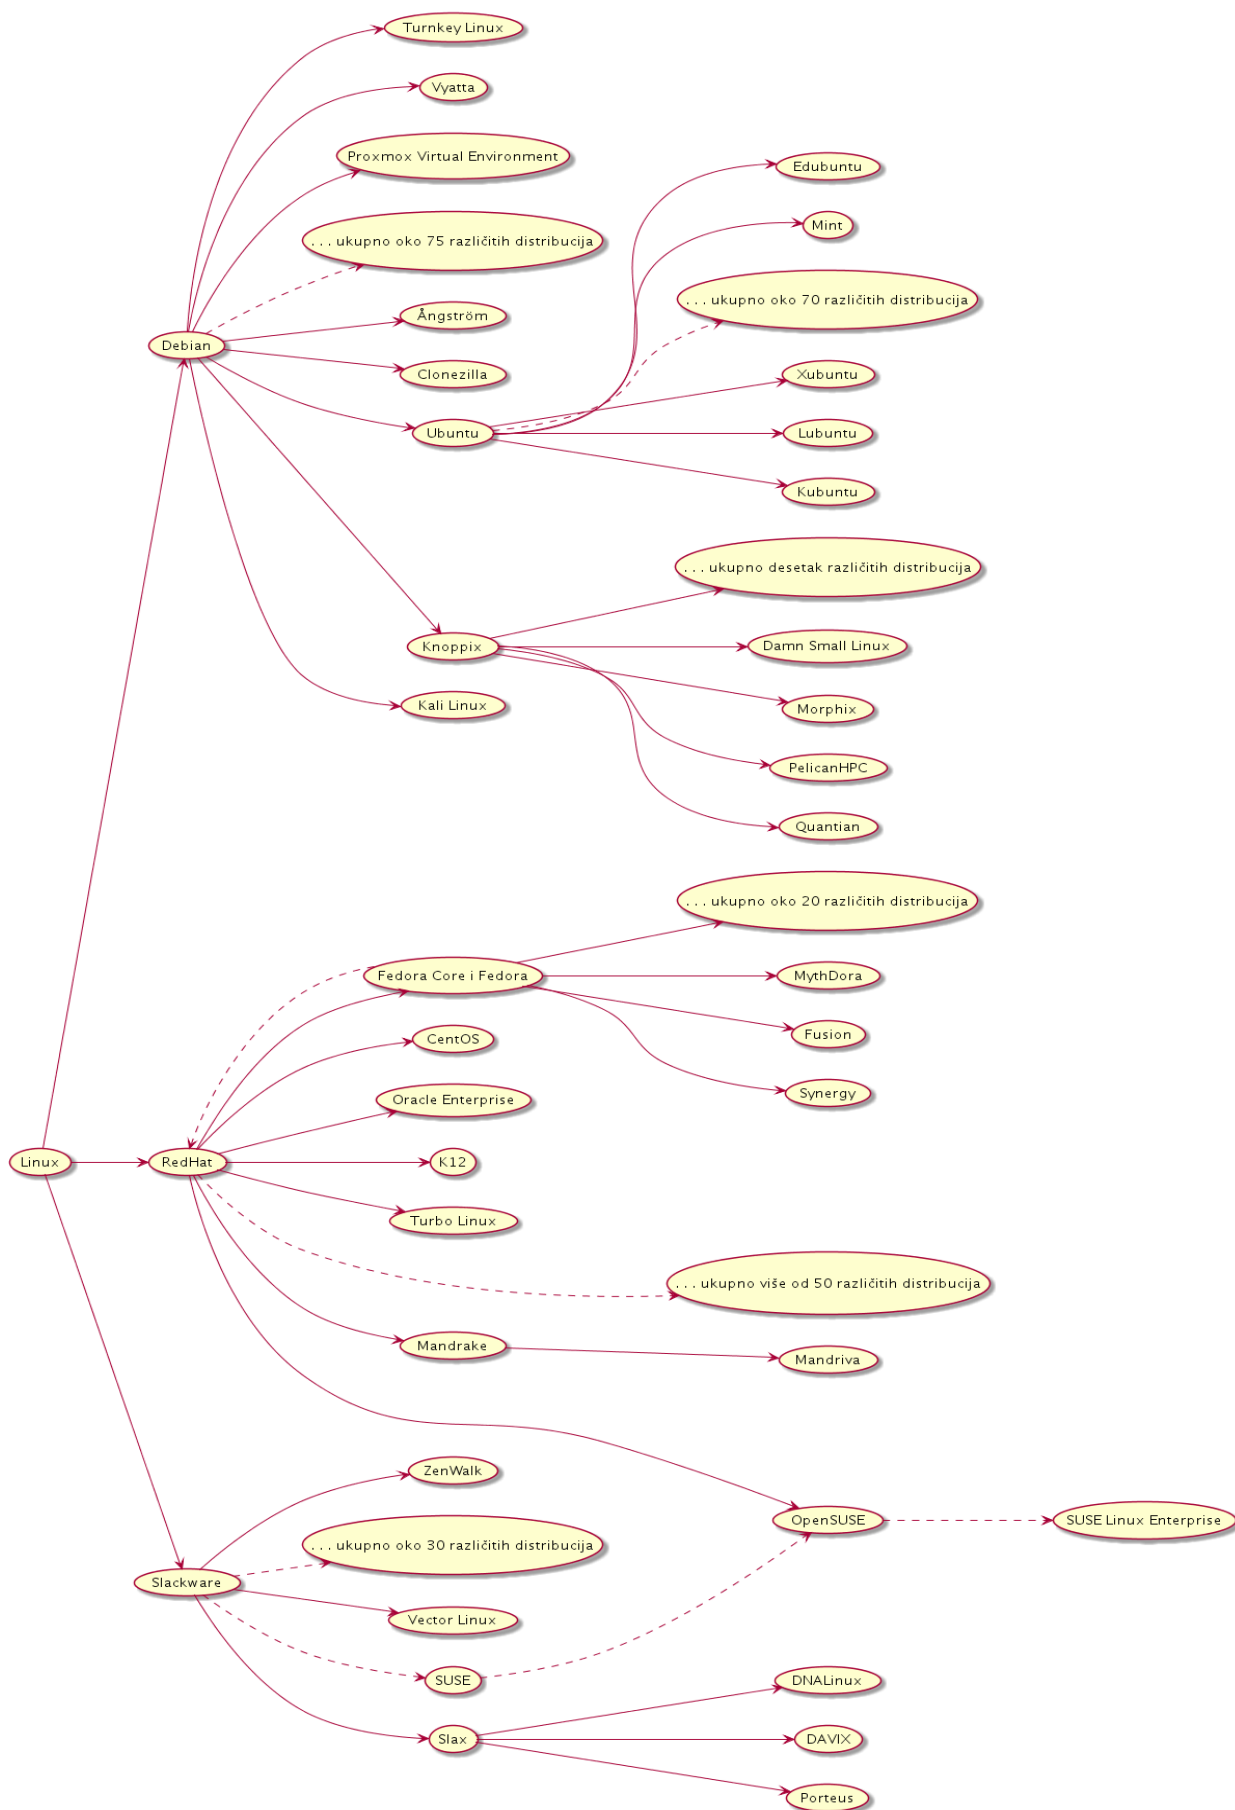 Turnkey Linux
Vyatta
Proxmox Virtual Environment
Edubuntu
Mint
. . . ukupno oko 75 različitih distribucija
. . . ukupno oko 70 različitih distribucija
Ångström
Debian
Clonezilla
Xubuntu
Ubuntu
Lubuntu
Kubuntu
. . . ukupno desetak različitih distribucija
Knoppix
Damn Small Linux
Kali Linux
Morphix
PelicanHPC
Quantian
. . . ukupno oko 20 različitih distribucija
Fedora Core i Fedora
MythDora
CentOS
Fusion
Oracle Enterprise
Synergy
Linux
RedHat
K12
Turbo Linux
. . . ukupno više od 50 različitih distribucija
Mandrake
Mandriva
ZenWalk
OpenSUSE
SUSE Linux Enterprise
. . . ukupno oko 30 različitih distribucija
Slackware
Vector Linux
SUSE
DNALinux
Slax
DAVIX
Porteus